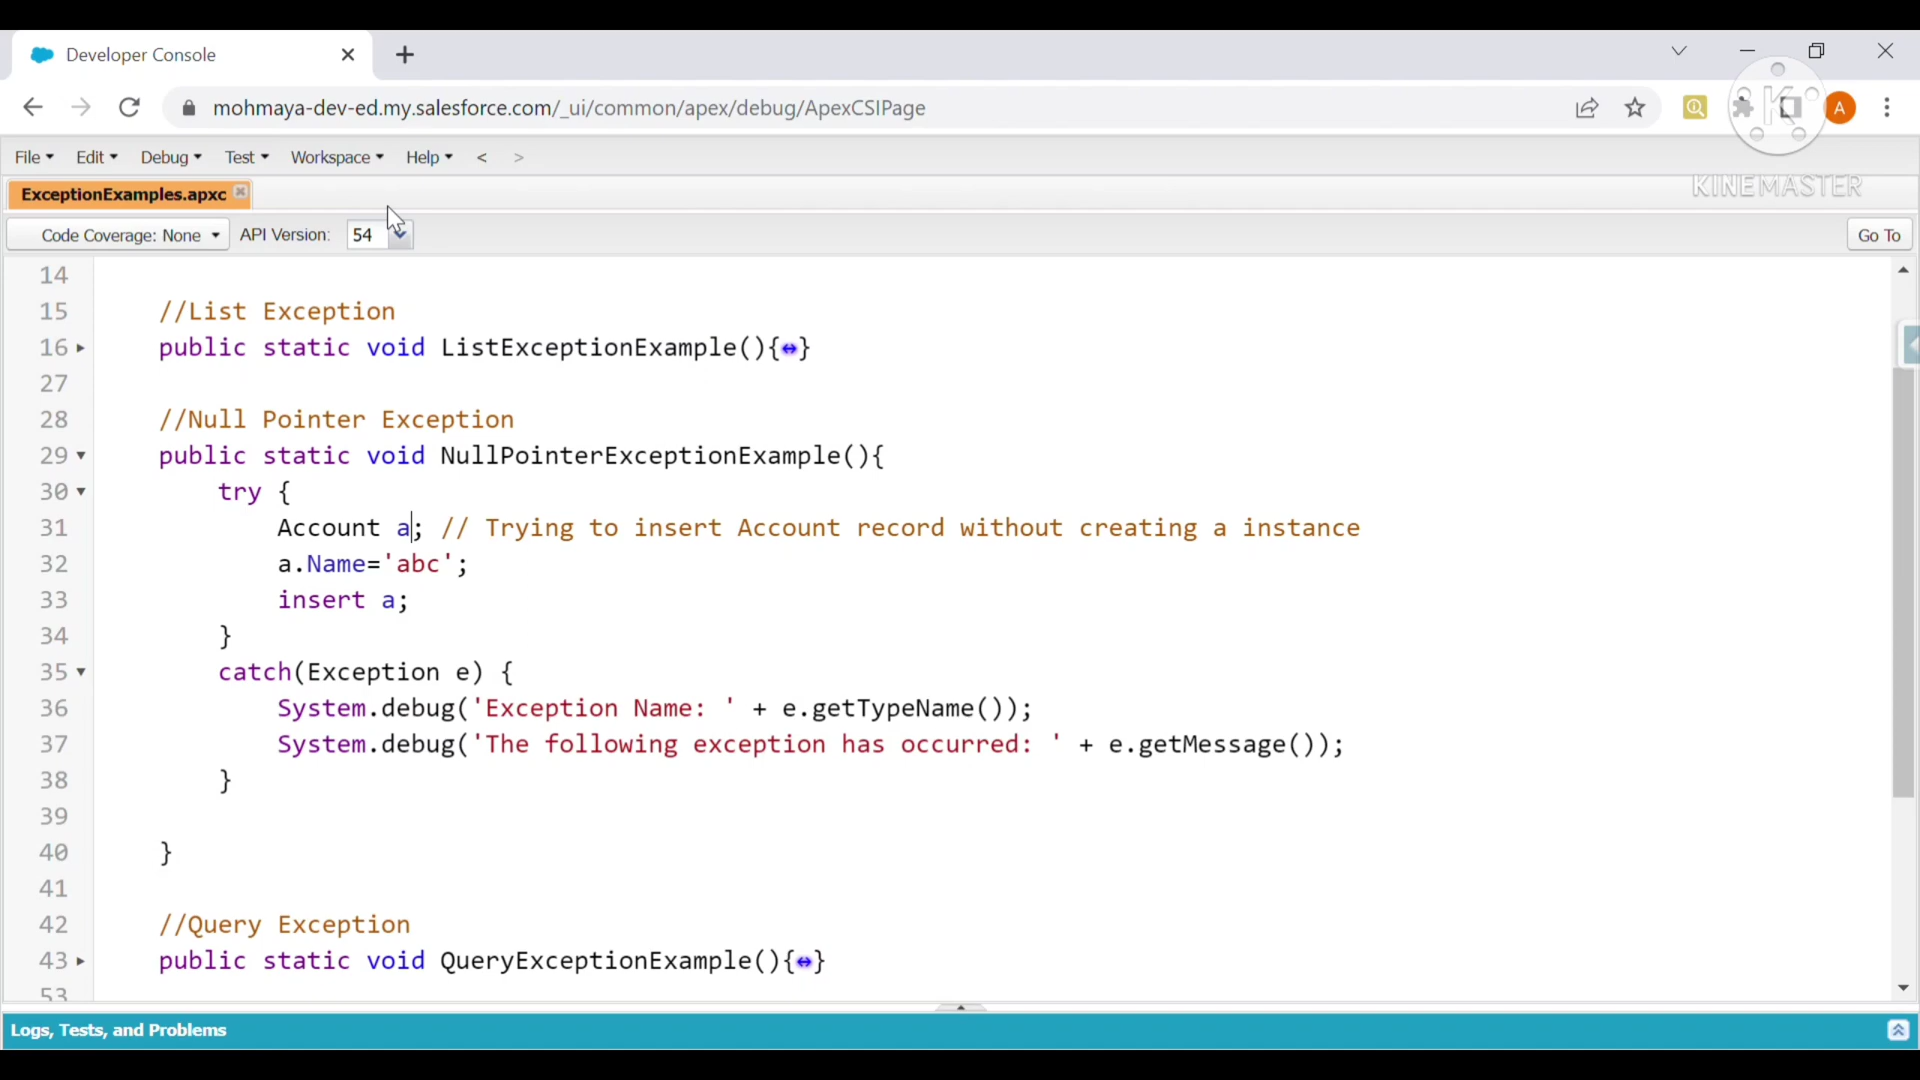 Developer Console
mohmaya-dev-ed.my.salesforce.com/_ui/common/apex/debug/ApexCSIPage
A
K
KINEMASTER
File Edit Debug Test Workspace Help < >
ExceptionExamples.apxc
Code Coverage: None API Version: 54 Go To
14
15 //List Exception
16 public static void ListExceptionExample(){↔}
27
28 //Null Pointer Exception
29 public static void NullPointerExceptionExample(){
30 try {
31 Account a; // Trying to insert Account record without creating a instance
32 a.Name='abc';
33 insert a;
34 }
35 catch(Exception e) {
36 System.debug('Exception Name: ' + e.getTypeName());
37 System.debug('The following exception has occurred: ' + e.getMessage());
38 }
39
40 }
41
42 //Query Exception
43 public static void QueryExceptionExample(){↔}
53
Logs, Tests, and Problems